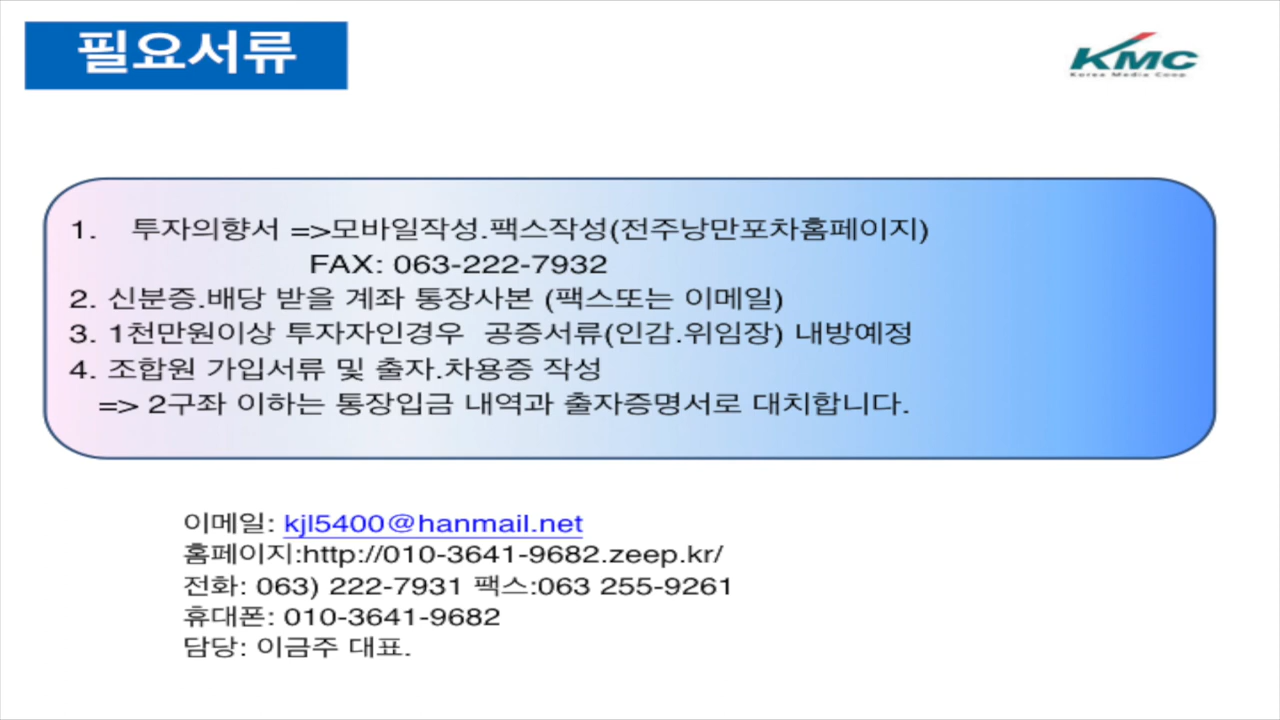 필요서류
KMC
Korea Media Coop
1. 투자의향서 =>모바일작성.팩스작성(전주낭만포차홈페이지)
FAX: 063-222-7932
2. 신분증.배당 받을 계좌 통장사본 (팩스또는 이메일)
3. 1천만원이상 투자자인경우 공증서류(인감.위임장) 내방예정
4. 조합원 가입서류 및 출자.차용증 작성
=> 2구좌 이하는 통장입금 내역과 출자증명서로 대치합니다.
이메일: kjl5400@hanmail.net
홈페이지:http://010-3641-9682.zeep.kr/
전화: 063) 222-7931 팩스:063 255-9261
휴대폰: 010-3641-9682
담당: 이금주 대표.